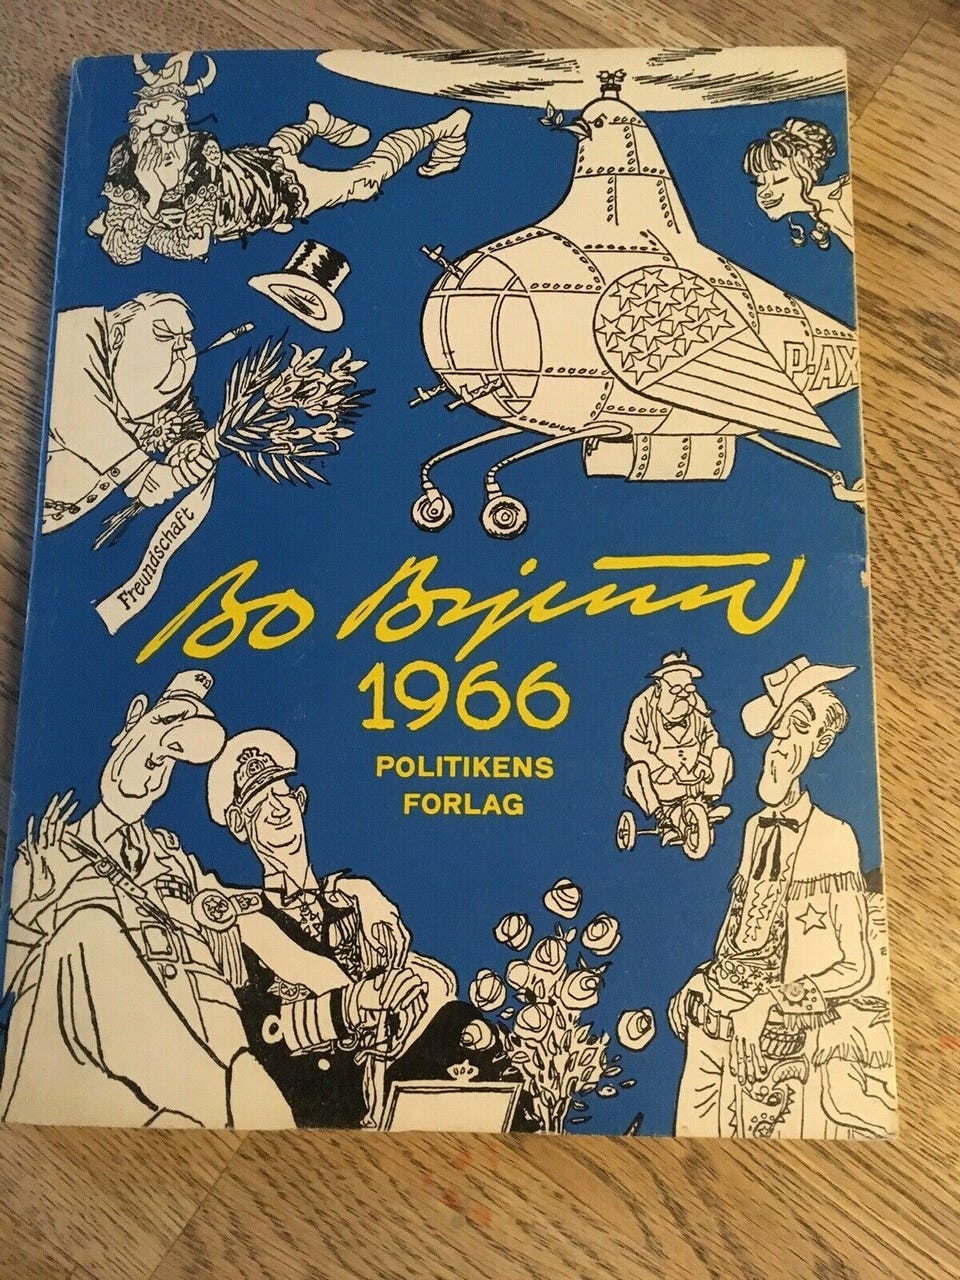 P-AX
Freundschaft
Bo Bojesen
1966
POLITIKENS
FORLAG